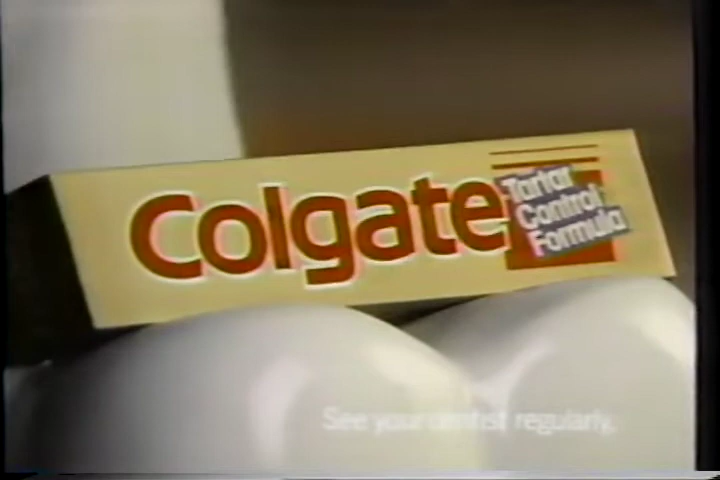 Colgate
Tartar
Control
Formula
See your dentist regularly.